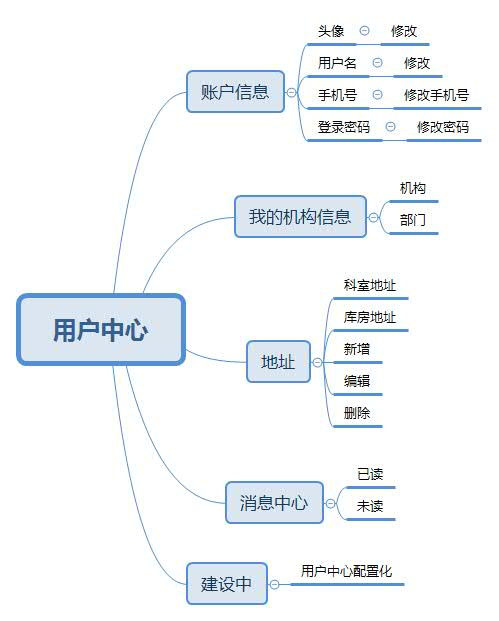 用户中心
账户信息
头像
修改
用户名
修改
手机号
修改手机号
登录密码
修改密码
我的机构信息
机构
部门
地址
科室地址
库房地址
新增
编辑
删除
消息中心
已读
未读
建设中
用户中心配置化